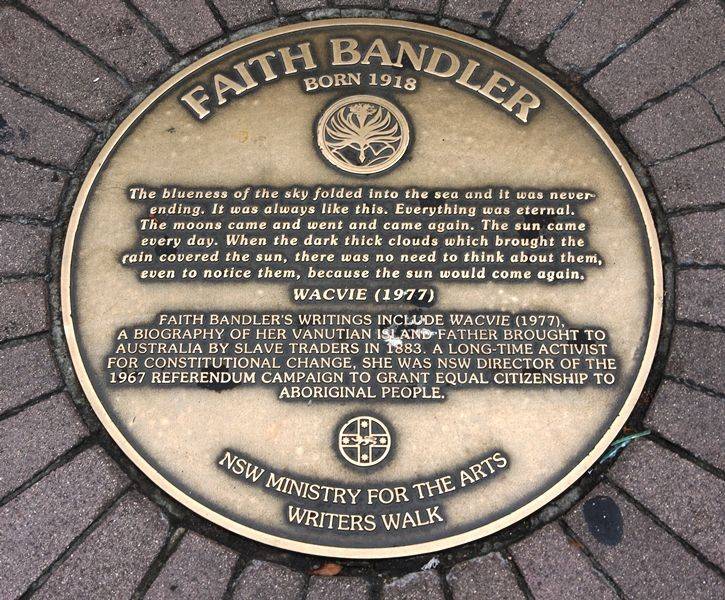 FAITH BANDLER
BORN 1918
The blueness of the sky folded into the sea and it was never-
ending. It was always like this. Everything was eternal.
The moons came and went and came again. The sun came
every day. When the dark thick clouds which brought the
rain covered the sun, there was no need to think about them,
even to notice them, because the sun would come again.
WACVIE (1977)
FAITH BANDLER'S WRITINGS INCLUDE WACVIE (1977),
A BIOGRAPHY OF HER VANUTIAN ISLAND FATHER BROUGHT TO
AUSTRALIA BY SLAVE TRADERS IN 1883. A LONG-TIME ACTIVIST
FOR CONSTITUTIONAL CHANGE, SHE WAS NSW DIRECTOR OF THE
1967 REFERENDUM CAMPAIGN TO GRANT EQUAL CITIZENSHIP TO
ABORIGINAL PEOPLE.
NSW MINISTRY FOR THE ARTS
WRITERS WALK